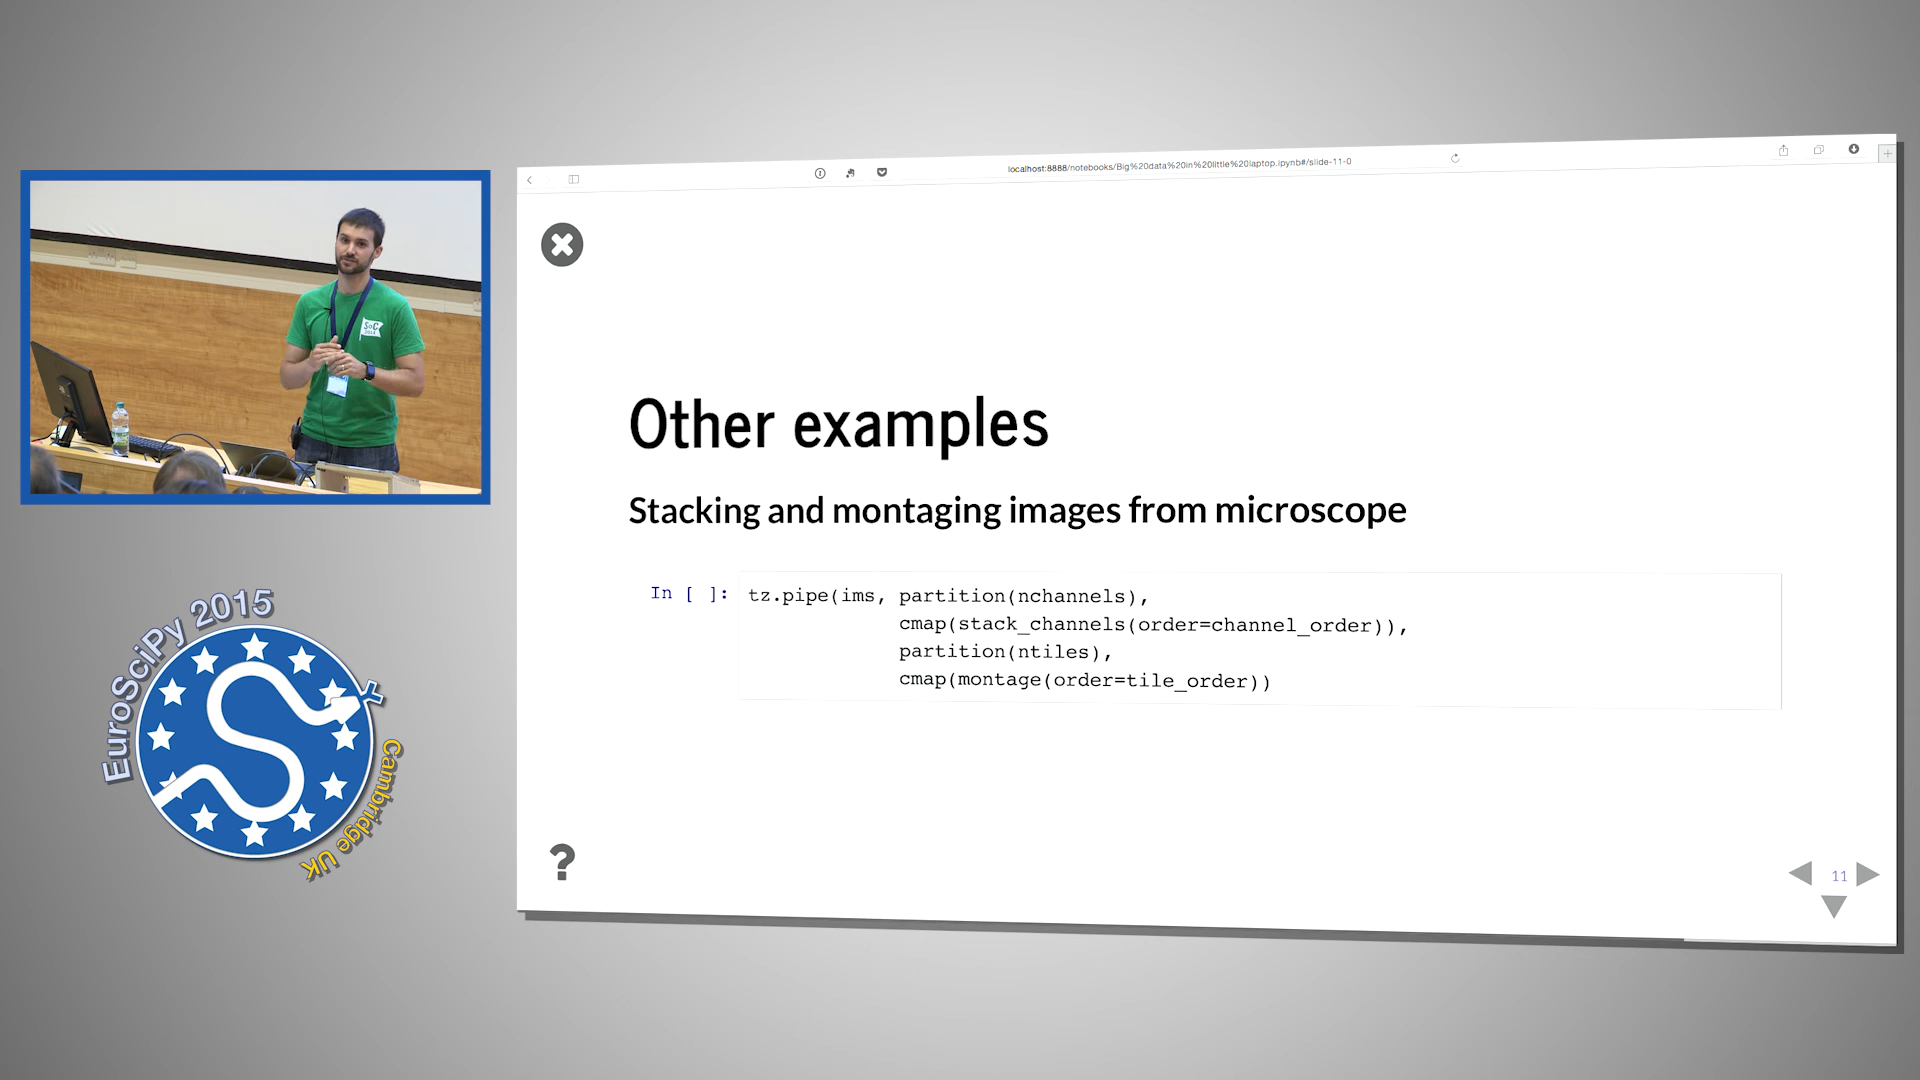 localhost:8888/notebooks/Big%20data%20in%20little%20laptop.ipynb#/slide-11-0
SoC
2014
Other examples
Stacking and montaging images from microscope
In [ ]: tz.pipe(ims, partition(nchannels),
cmap(stack_channels(order=channel_order)),
partition(ntiles),
cmap(montage(order=tile_order))
EuroSciPy 2015
Cambridge UK
?
11